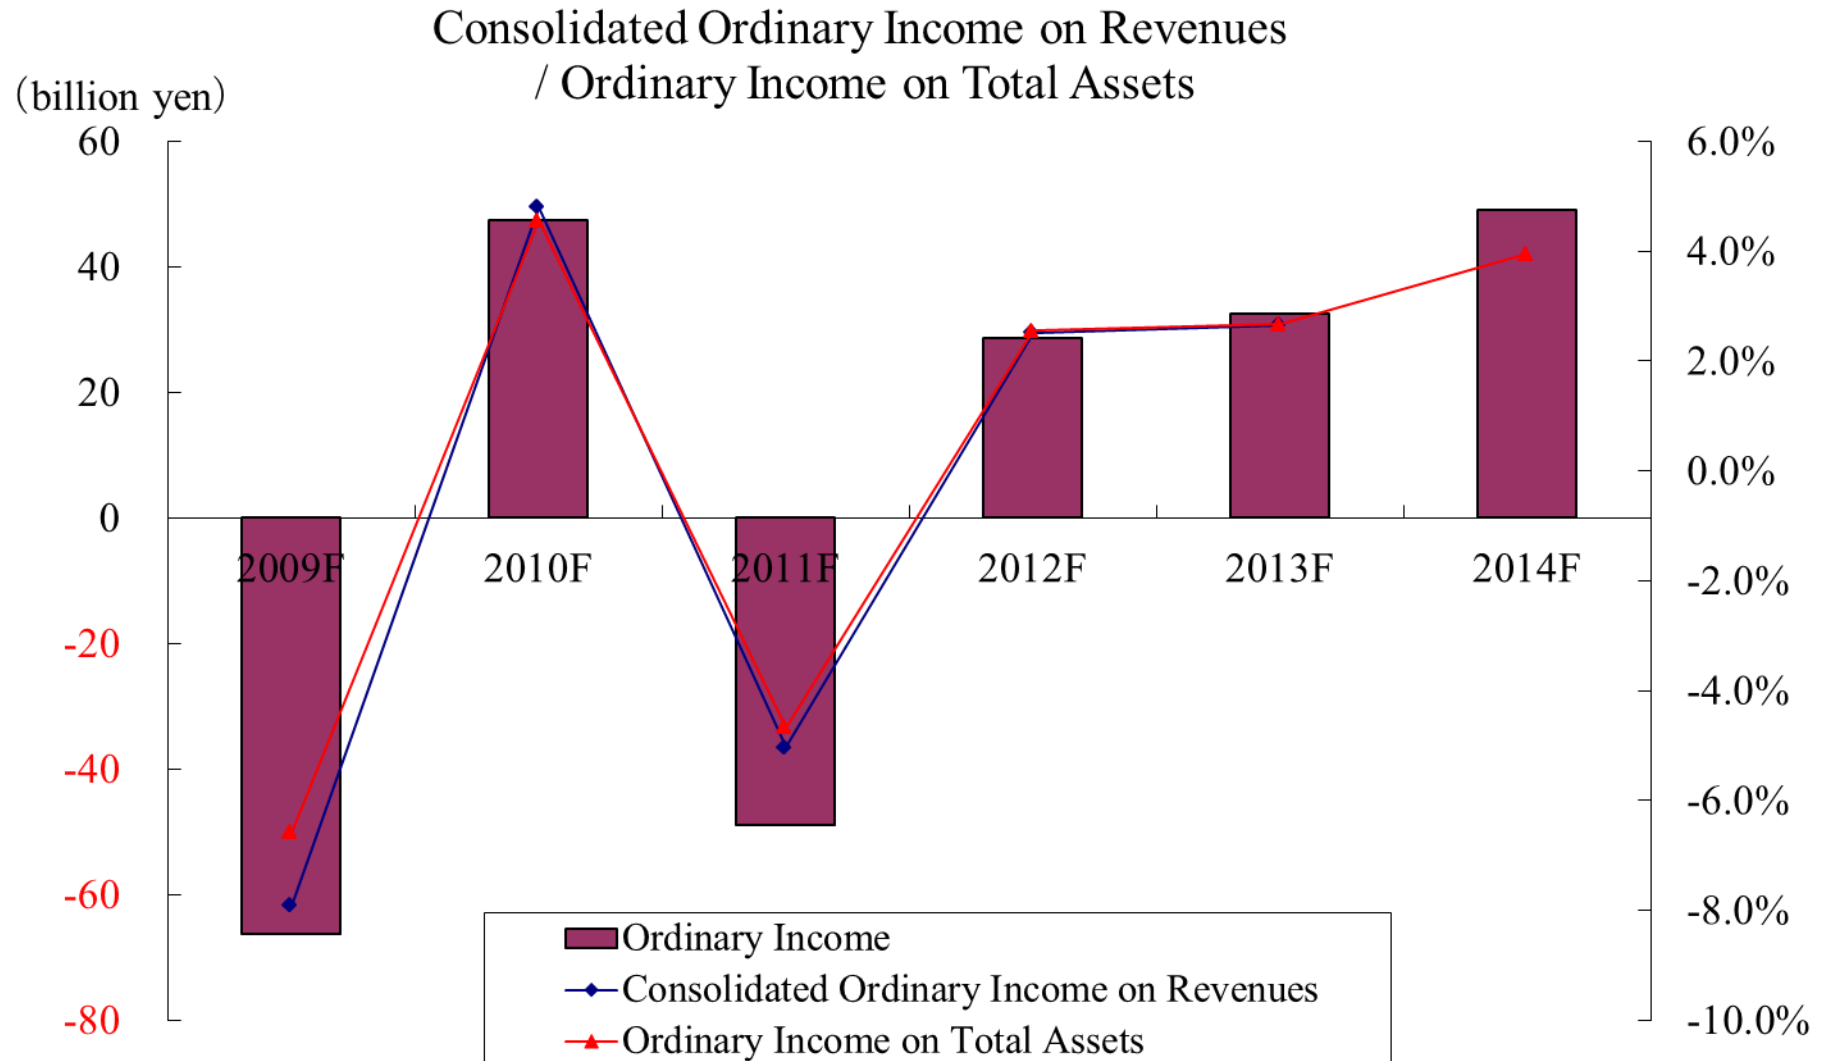 Consolidated Ordinary Income on Revenues
/ Ordinary Income on Total Assets
（billion yen）
60
40
20
0
-20
-40
-60
-80
6.0%
4.0%
2.0%
0.0%
-2.0%
-4.0%
-6.0%
-8.0%
-10.0%
2009F 2010F 2011F 2012F 2013F 2014F
Ordinary Income
Consolidated Ordinary Income on Revenues
Ordinary Income on Total Assets